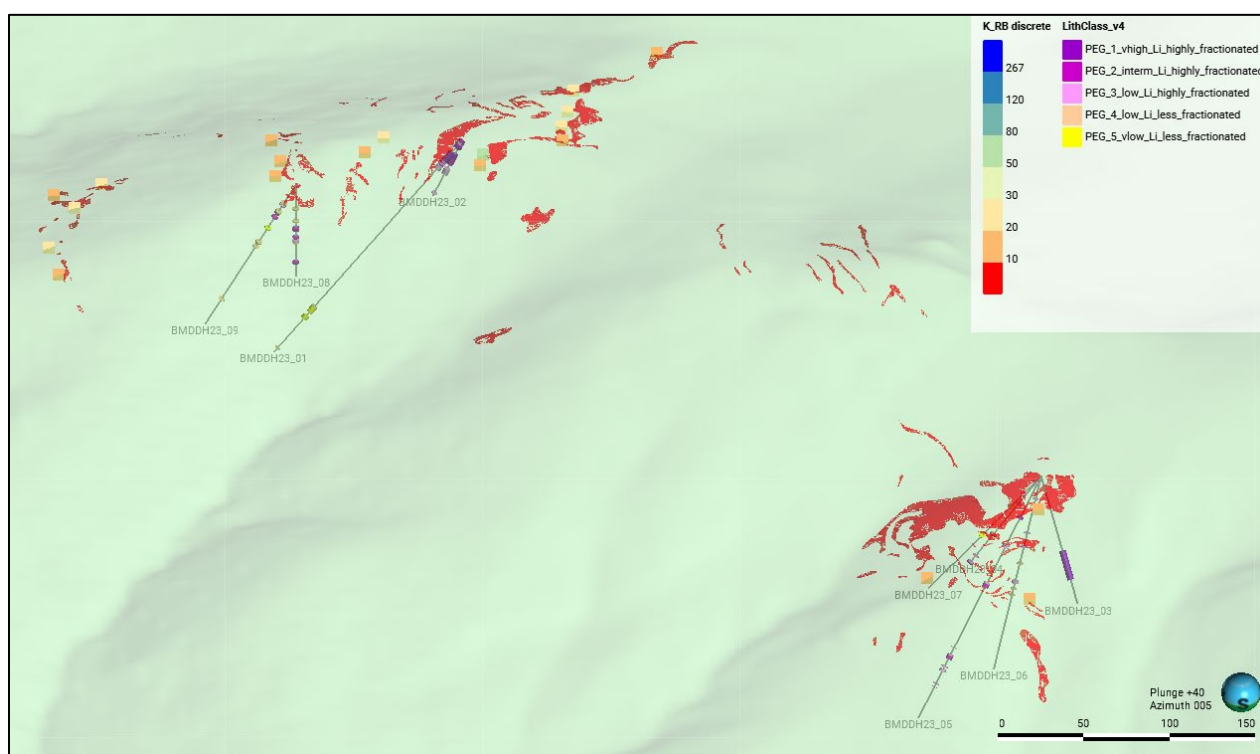 K_RB discrete
267
120
80
50
30
20
10
LithClass_v4
PEG_1_vhigh_Li_highly_fractionated
PEG_2_interm_Li_highly_fractionated
PEG_3_low_Li_highly_fractionated
PEG_4_low_Li_less_fractionated
PEG_5_vlow_Li_less_fractionated
BMDDH23_02
BMDDH23_08
BMDDH23_09
BMDDH23_01
BMDDH23_04
BMDDH23_07
BMDDH23_03
BMDDH23_06
BMDDH23_05
Plunge +40
Azimuth 005
S
0 50 100 150